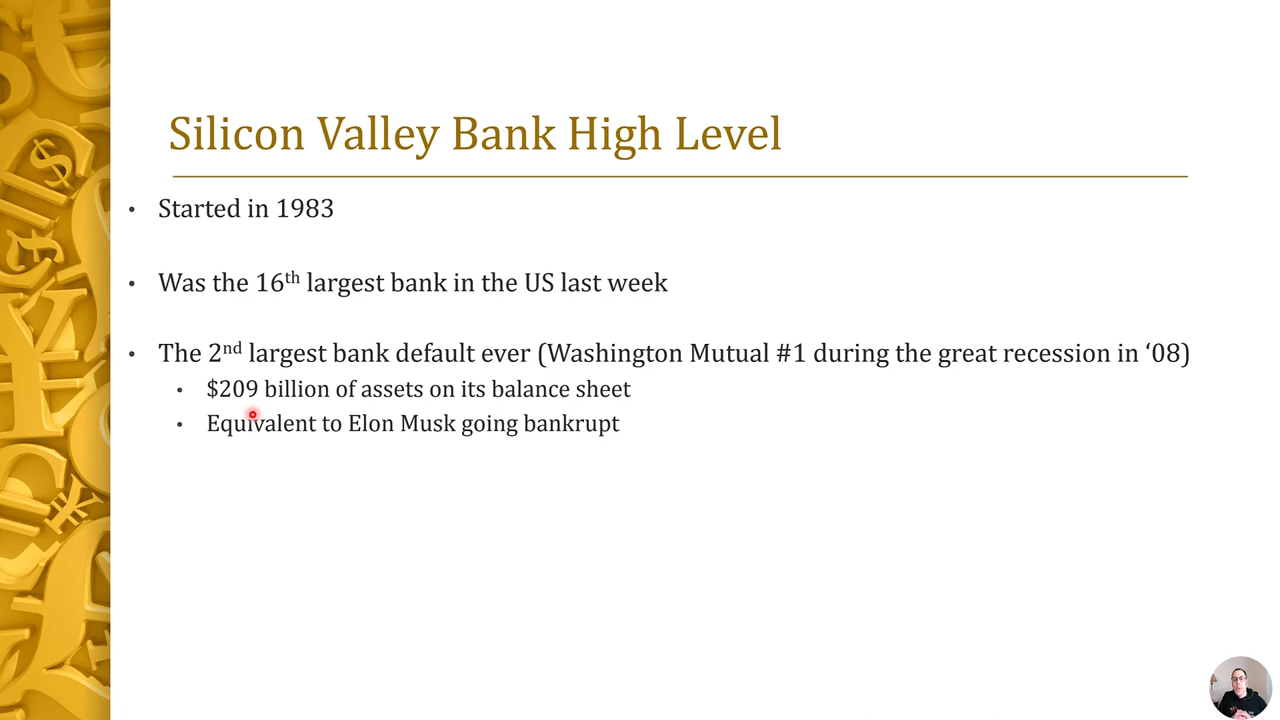 Silicon Valley Bank High Level
• Started in 1983
• Was the 16th largest bank in the US last week
• The 2nd largest bank default ever (Washington Mutual #1 during the great recession in ‘08)
• $209 billion of assets on its balance sheet
• Equivalent to Elon Musk going bankrupt